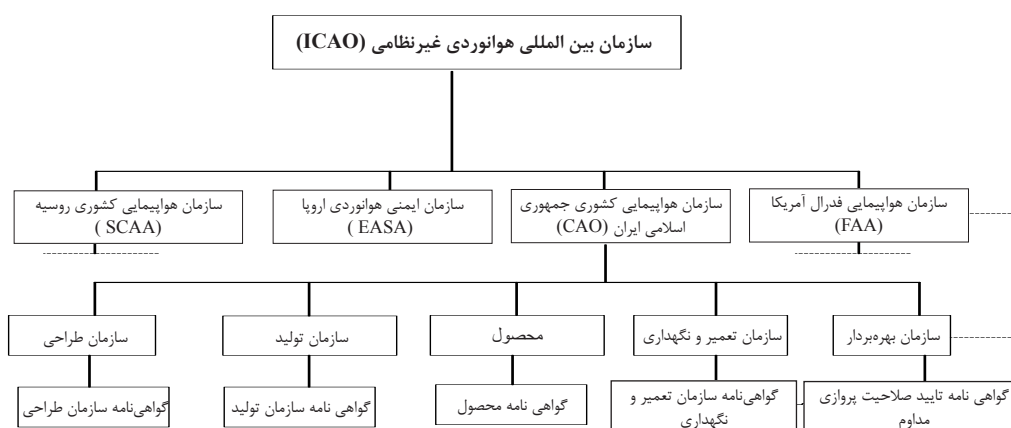 سازمان بین المللی هوانوردی غیرنظامی (ICAO)
سازمان هواپیمایی فدرال آمریکا
(FAA)
سازمان هواپیمایی کشوری جمهوری
اسلامی ایران (CAO)
سازمان ایمنی هوانوردی اروپا
(EASA )
سازمان هواپیمایی کشوری روسیه
(SCAA )
سازمان بهره‌بردار
سازمان تعمیر و نگهداری
محصول
سازمان تولید
سازمان طراحی
گواهی نامه تایید صلاحیت پروازی
مداوم
گواهی‌نامه سازمان تعمیر و
نگهداری
گواهی نامه محصول
گواهی نامه سازمان تولید
گواهی‌نامه سازمان طراحی